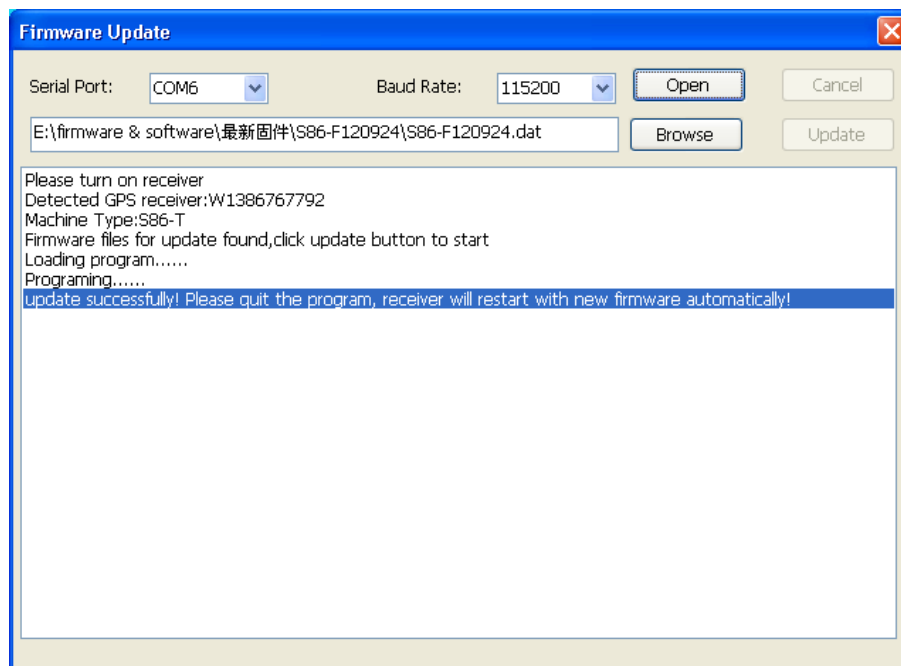 Firmware Update
Serial Port: COM6 Baud Rate: 115200 Open Cancel
E:\firmware & software\最新固件\S86-F120924\S86-F120924.dat Browse Update
Please turn on receiver
Detected GPS receiver:W1386767792
Machine Type:S86-T
Firmware files for update found,click update button to start
Loading program......
Programing......
update successfully! Please quit the program, receiver will restart with new firmware automatically!